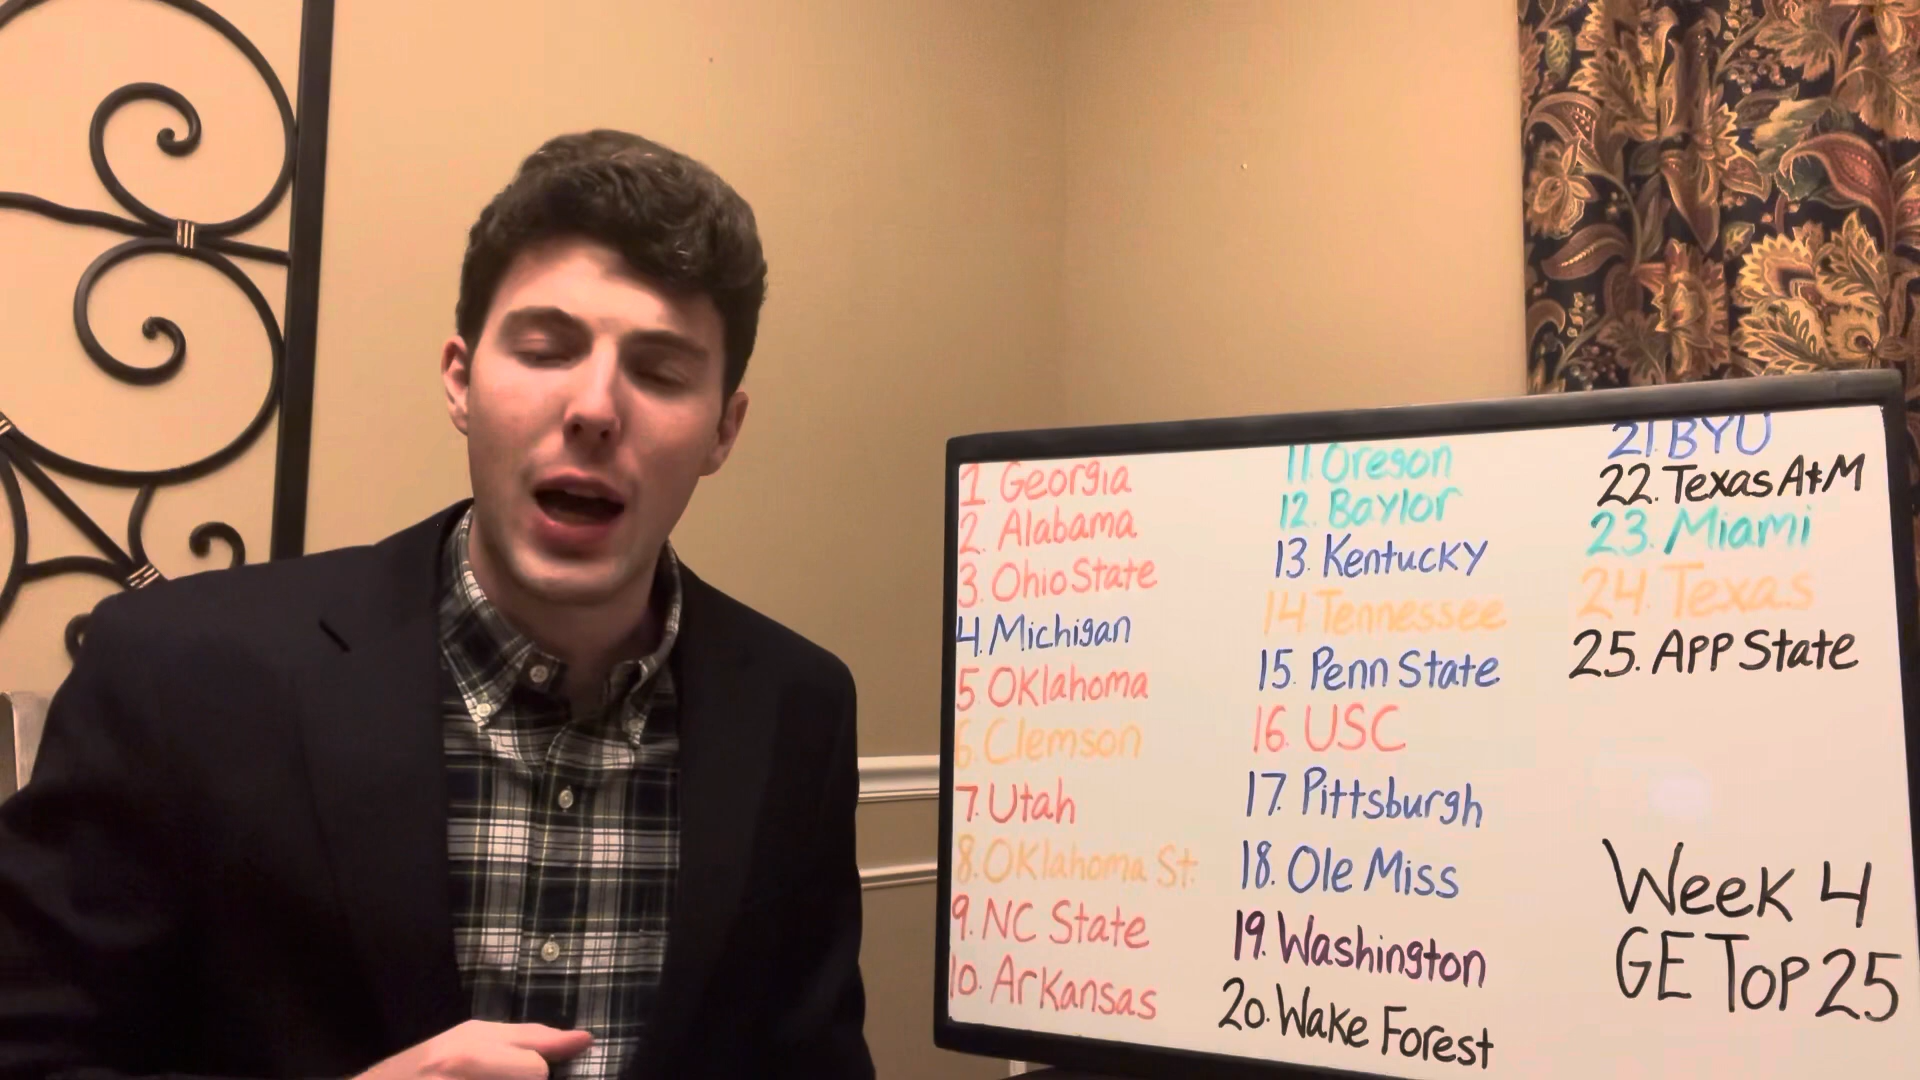 1. Georgia
2. Alabama
3. Ohio State
4. Michigan
5 Oklahoma
6. Clemson
7. Utah
8. Oklahoma St.
9. NC State
10. Arkansas
11. Oregon
12. Baylor
13. Kentucky
14 Tennessee
15. Penn State
16. USC
17. Pittsburgh
18. Ole Miss
19. Washington
20. Wake Forest
21. BYU
22. Texas A+M
23. Miami
24. Texas
25. App State
Week 4
GE Top 25